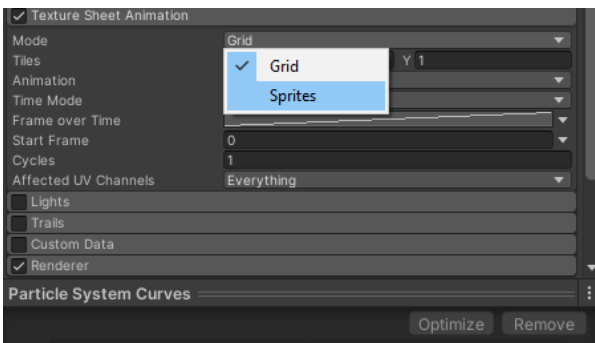 Texture Sheet Animation
Mode Grid
Grid
Sprites
Tiles Y 1
Animation
Time Mode
Frame over Time
Start Frame 0
Cycles 1
Affected UV Channels Everything
Lights
Trails
Custom Data
Renderer
Particle System Curves
Optimize Remove